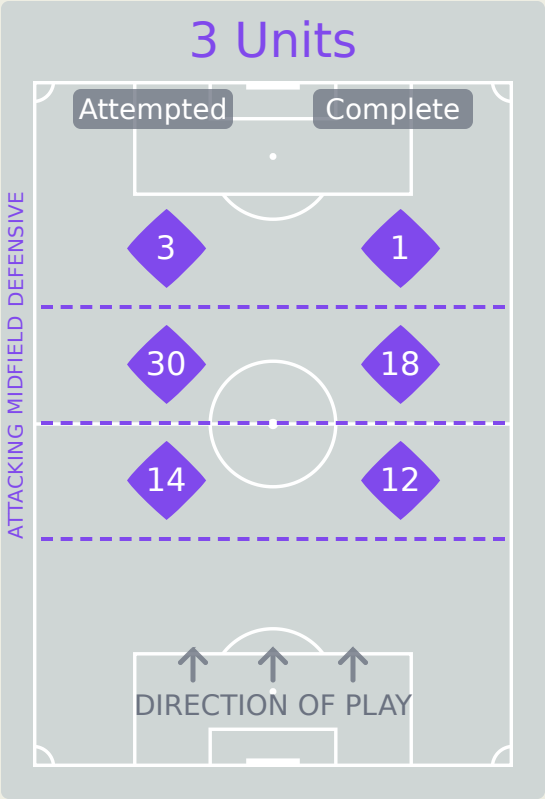 3 Units
Attempted Complete
ATTACKING MIDFIELD DEFENSIVE
3 1
30 18
14 12
DIRECTION OF PLAY